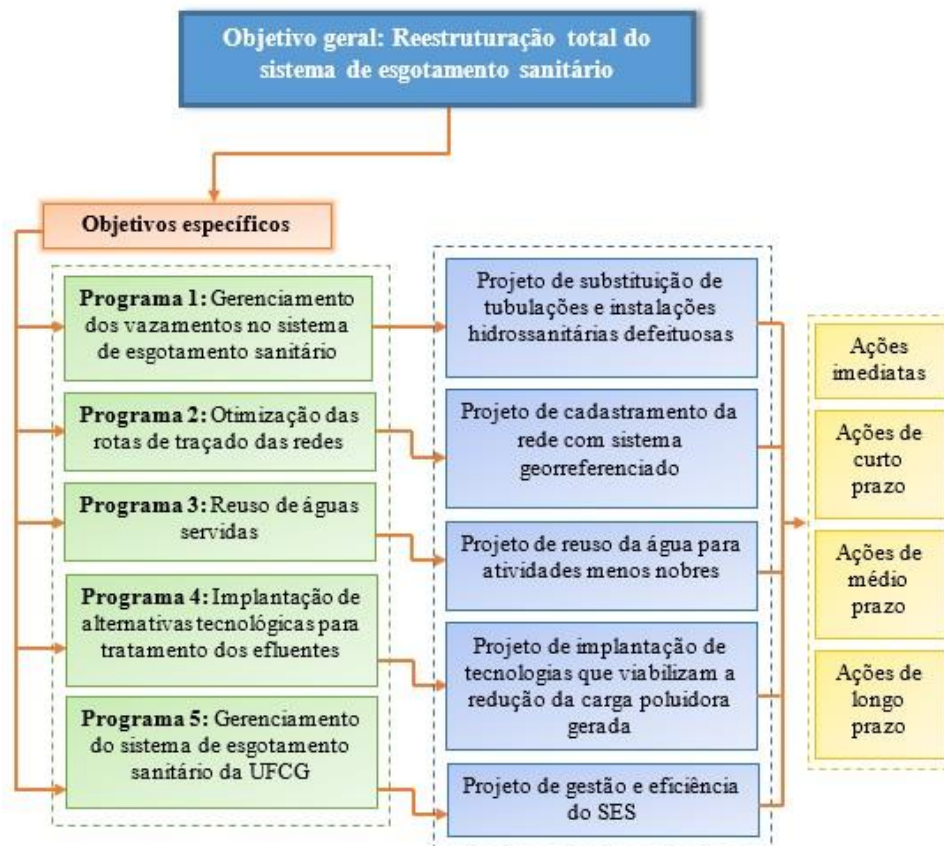 Objetivo geral: Reestruturação total do
sistema de esgotamento sanitário
Objetivos específicos
Programa 1: Gerenciamento
dos vazamentos no sistema
de esgotamento sanitário
Programa 2: Otimização das
rotas de traçado das redes
Programa 3: Reuso de águas
servidas
Programa 4: Implantação de
alternativas tecnológicas para
tratamento dos efluentes
Programa 5: Gerenciamento
do sistema de esgotamento
sanitário da UFCG
Projeto de substituição de
tubulações e instalações
hidrossanitárias defeituosas
Projeto de cadastramento da
rede com sistema
georreferenciado
Projeto de reuso da água para
atividades menos nobres
Projeto de implantação de
tecnologias que viabilizam a
redução da carga poluidora
gerada
Projeto de gestão e eficiência
do SES
Ações
imediatas
Ações de
curto
prazo
Ações de
médio
prazo
Ações de
longo
prazo